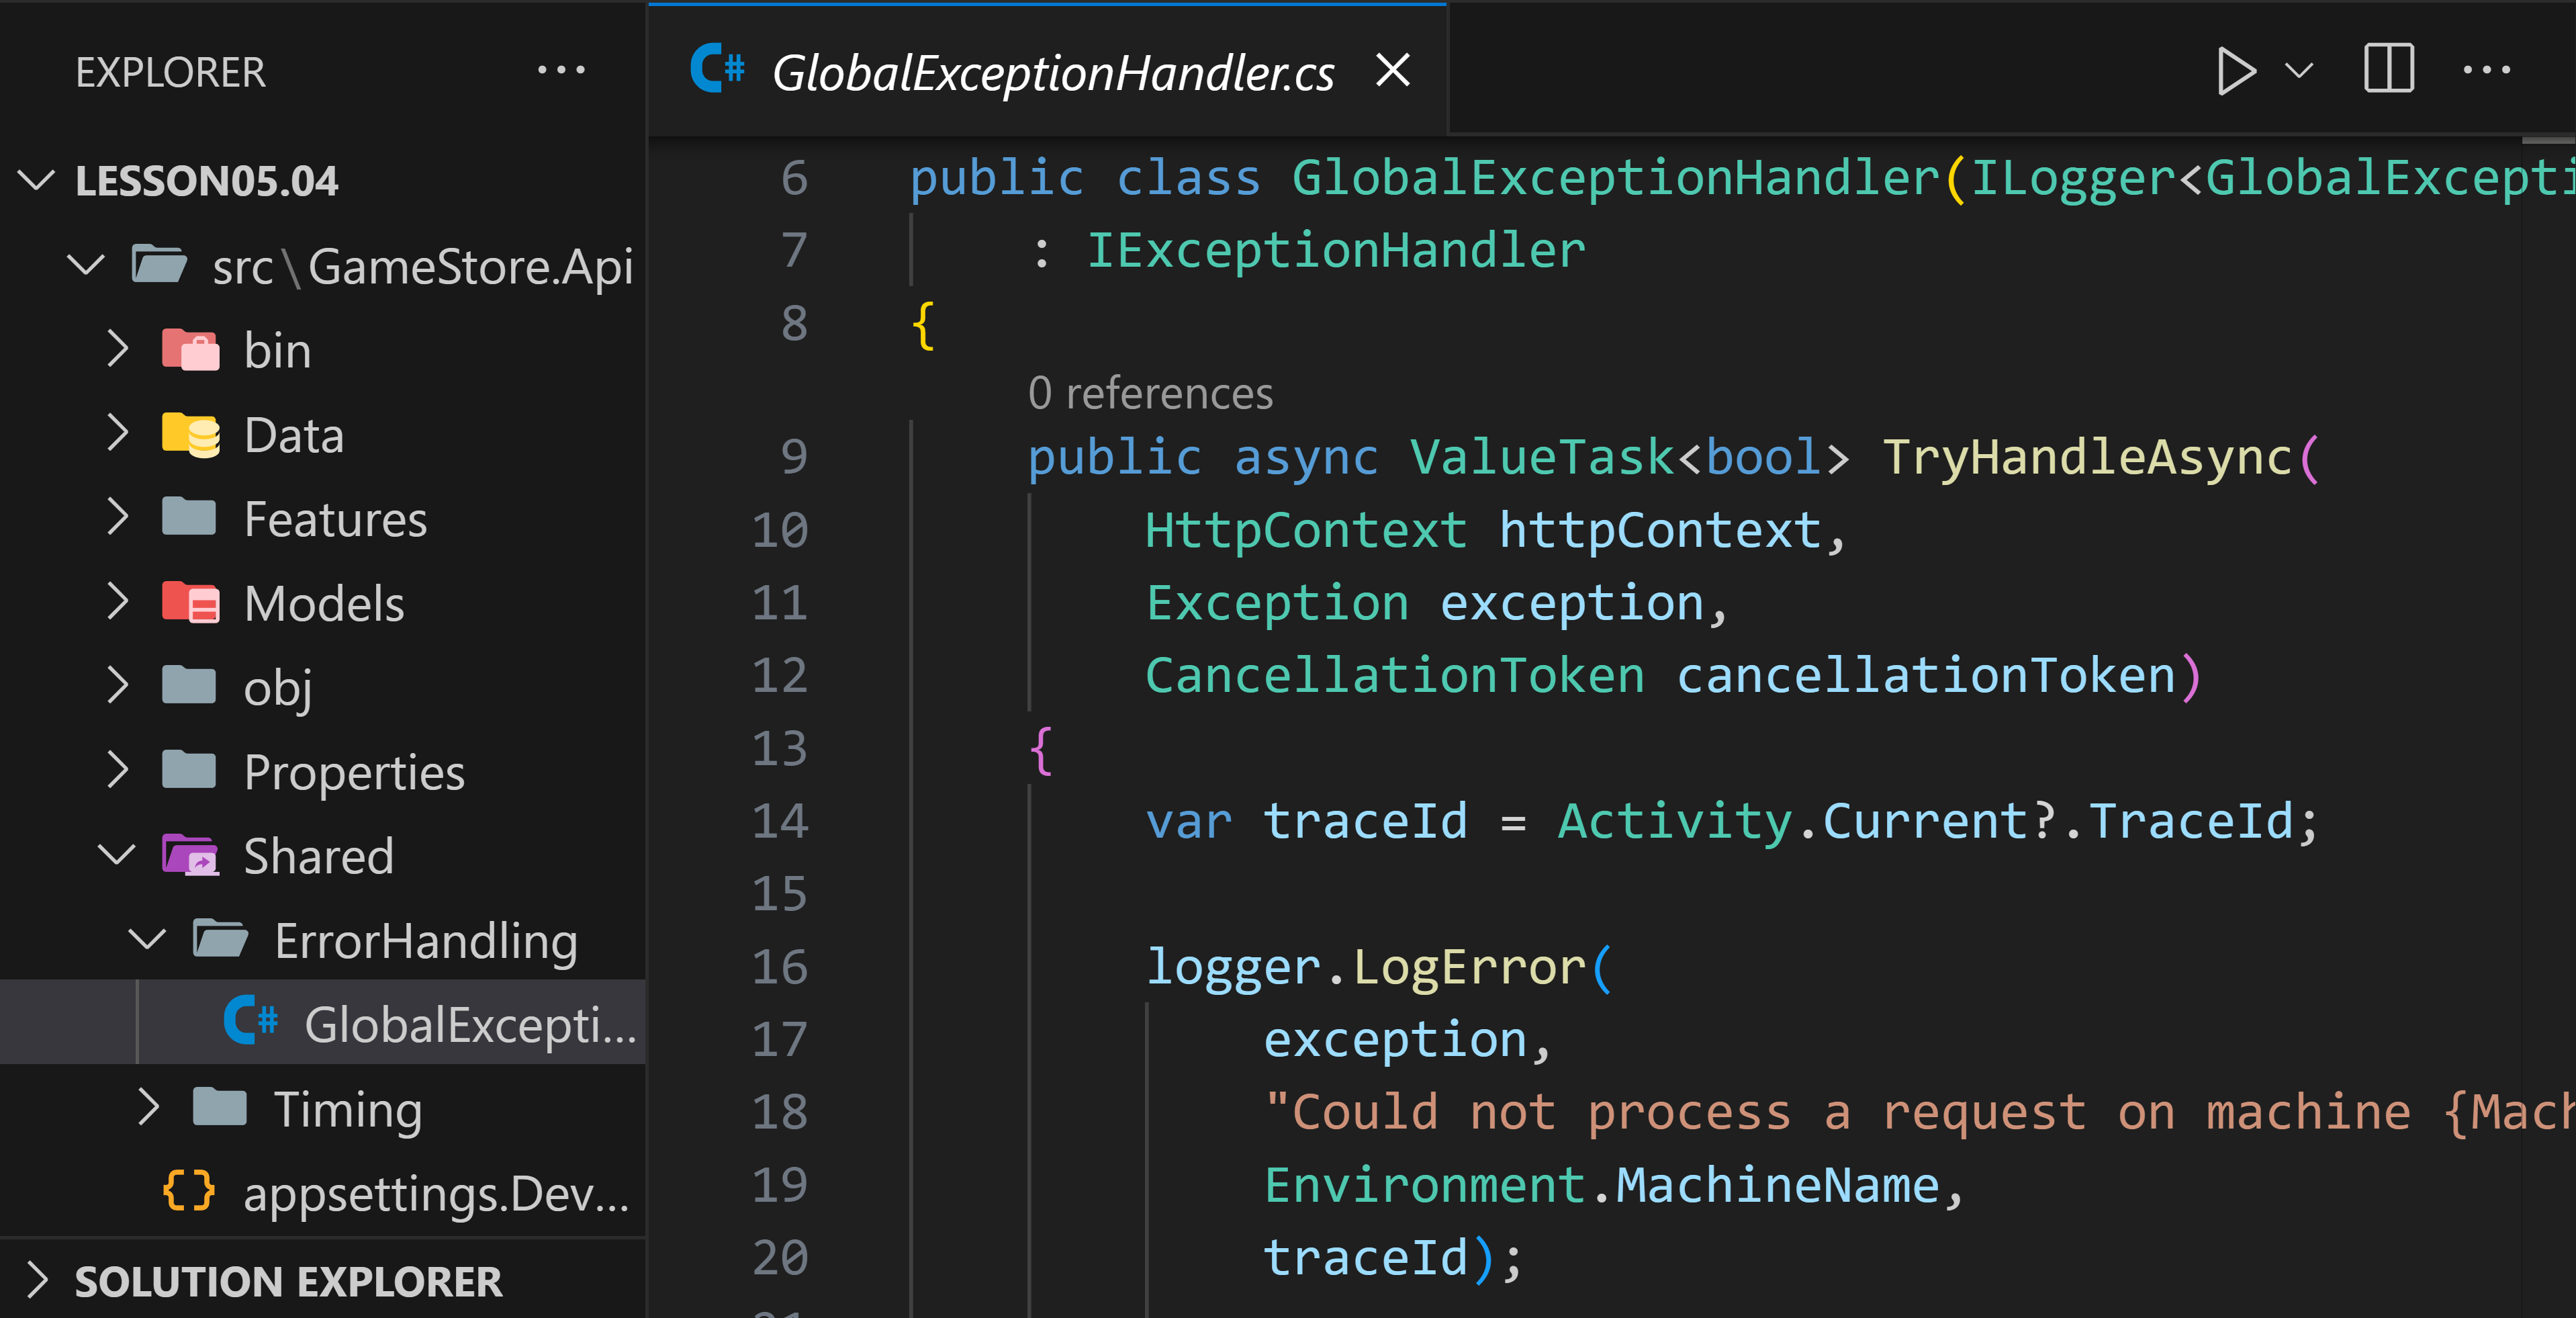 EXPLORER
LESSON05.04
src\GameStore.Api
bin
Data
Features
Models
obj
Properties
Shared
ErrorHandling
C# GlobalExcepti...
Timing
{} appsettings.Dev...
SOLUTION EXPLORER
C# GlobalExceptionHandler.cs
6 public class GlobalExceptionHandler(ILogger<GlobalExcepti
7 : IExceptionHandler
8 {
0 references
9 public async ValueTask<bool> TryHandleAsync(
10 HttpContext httpContext,
11 Exception exception,
12 CancellationToken cancellationToken)
13 {
14 var traceId = Activity.Current?.TraceId;
15
16 logger.LogError(
17 exception,
18 "Could not process a request on machine {Mach
19 Environment.MachineName,
20 traceId);